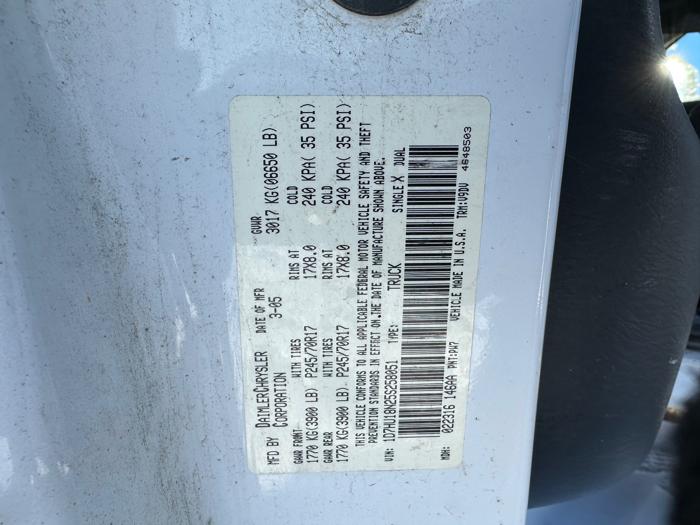 MFD BY DAIMLERCHRYSLER CORPORATION DATE OF MFR 3-05 GVWR 3017 KG(06650 LB)
GAWR FRONT WITH TIRES RIMS AT COLD
1770 KG(3900 LB) P245/70R17 17X8.0 240 KPA( 35 PSI)
GAWR REAR WITH TIRES RIMS AT COLD
1770 KG(3900 LB) P245/70R17 17X8.0 240 KPA( 35 PSI)
THIS VEHICLE CONFORMS TO ALL APPLICABLE FEDERAL MOTOR VEHICLE SAFETY AND THEFT
PREVENTION STANDARDS IN EFFECT ON THE DATE OF MANUFACTURE SHOWN ABOVE.
VIN: 1D7HU18N25S258051 TYPE: TRUCK SINGLE X DUAL
MDH: 022316 146AA PNT: PW7 VEHICLE MADE IN U.S.A. TRM: V9DV 4648503